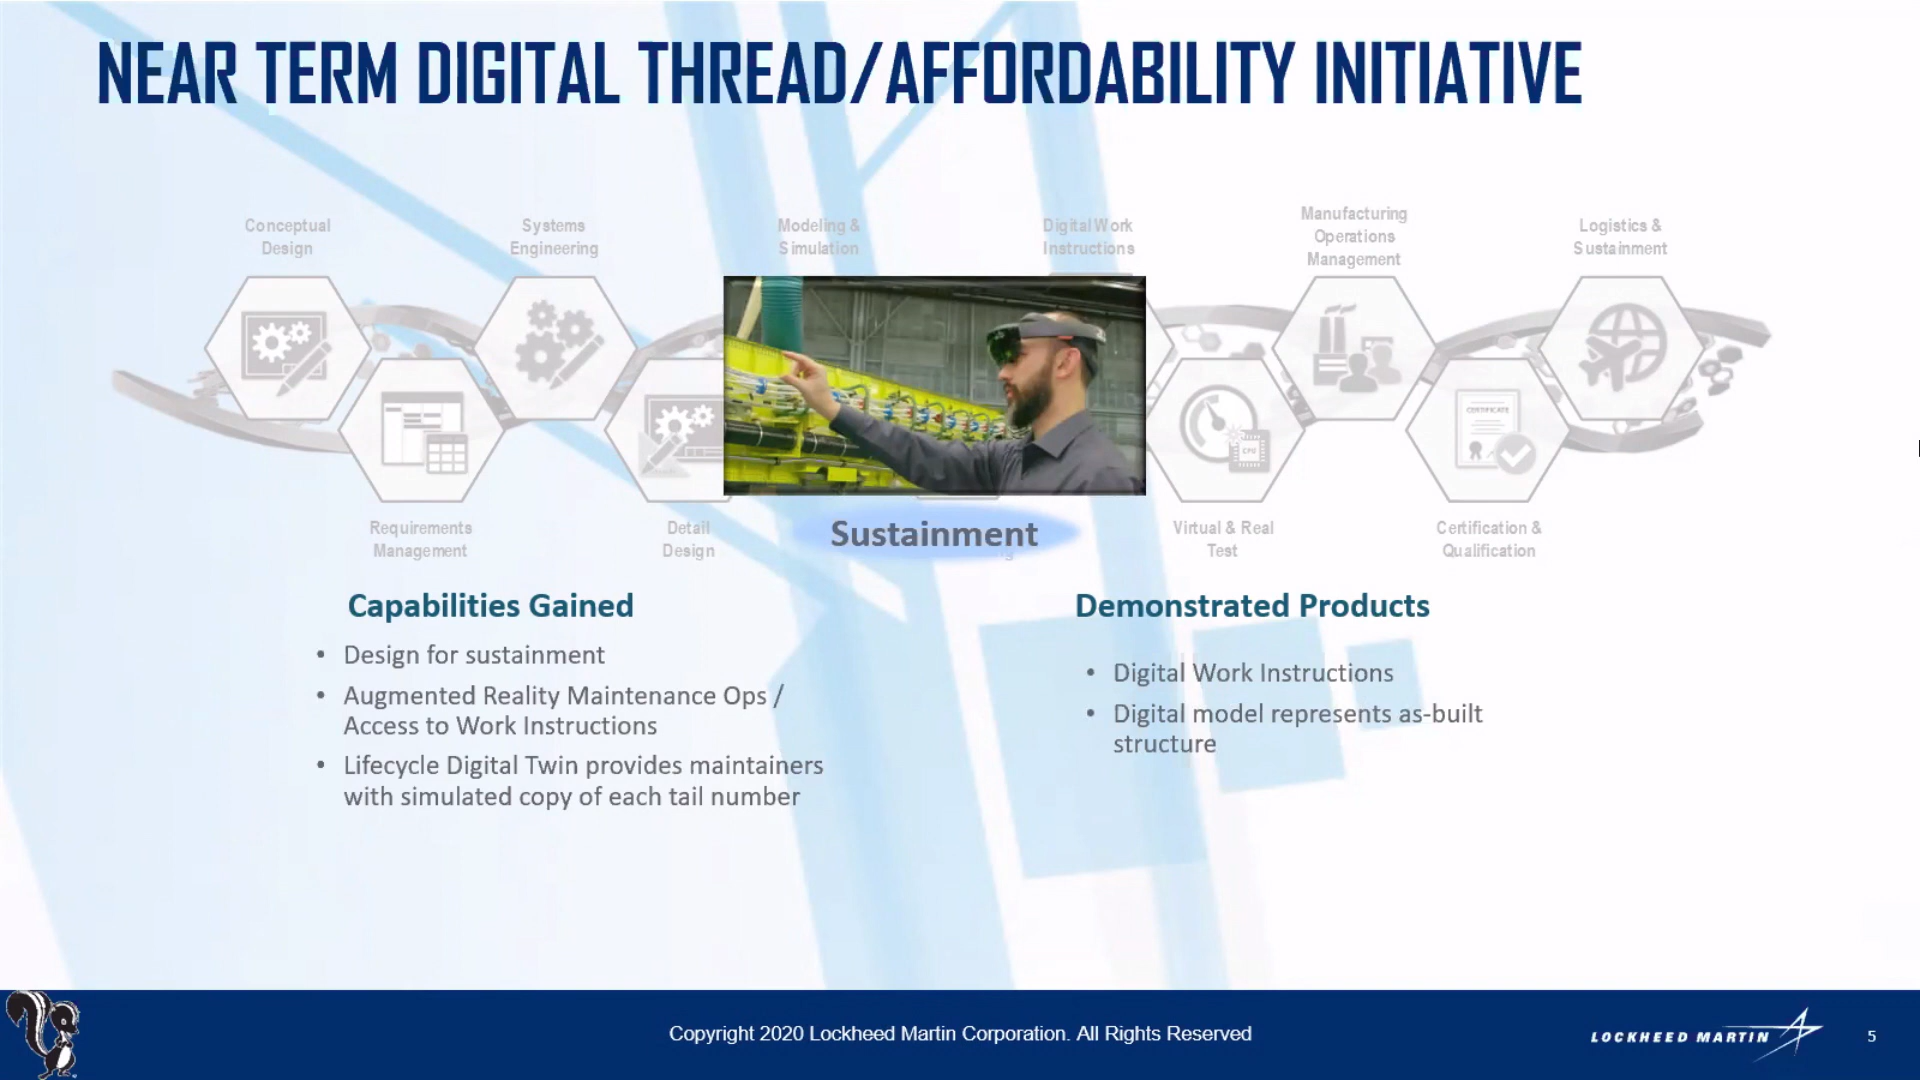 NEAR TERM DIGITAL THREAD/AFFORDABILITY INITIATIVE
Conceptual
Design
Systems
Engineering
Modeling &
Simulation
Digital Work
Instructions
Manufacturing
Operations
Management
Logistics &
Sustainment
CPU
CERTIFICATE
Requirements
Management
Detail
Design
Sustainment
Virtual & Real
Test
Certification &
Qualification
Capabilities Gained
• Design for sustainment
• Augmented Reality Maintenance Ops /
Access to Work Instructions
• Lifecycle Digital Twin provides maintainers
with simulated copy of each tail number
Demonstrated Products
• Digital Work Instructions
• Digital model represents as-built
structure
Copyright 2020 Lockheed Martin Corporation. All Rights Reserved
LOCKHEED MARTIN
5